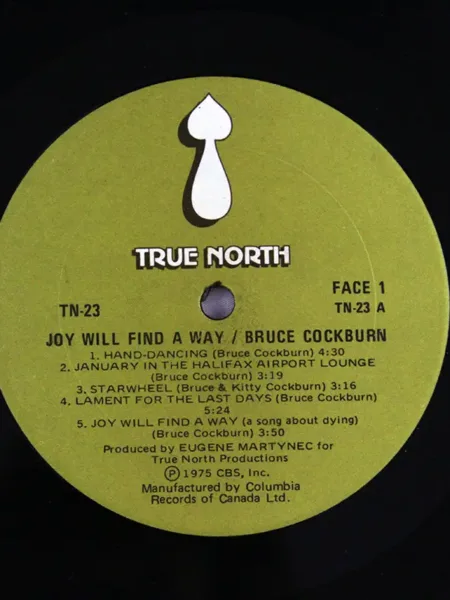 TRUE NORTH
FACE 1
TN-23
TN-23 A
JOY WILL FIND A WAY / BRUCE COCKBURN
1. HAND-DANCING (Bruce Cockburn) 4:30
2. JANUARY IN THE HALIFAX AIRPORT LOUNGE
(Bruce Cockburn) 3:19
3. STARWHEEL (Bruce & Kitty Cockburn) 3:16
4. LAMENT FOR THE LAST DAYS (Bruce Cockburn)
5:24
5. JOY WILL FIND A WAY (a song about dying)
(Bruce Cockburn) 3:50
Produced by EUGENE MARTYNEC for
True North Productions
Ⓟ 1975 CBS, Inc.
Manufactured by Columbia
Records of Canada Ltd.